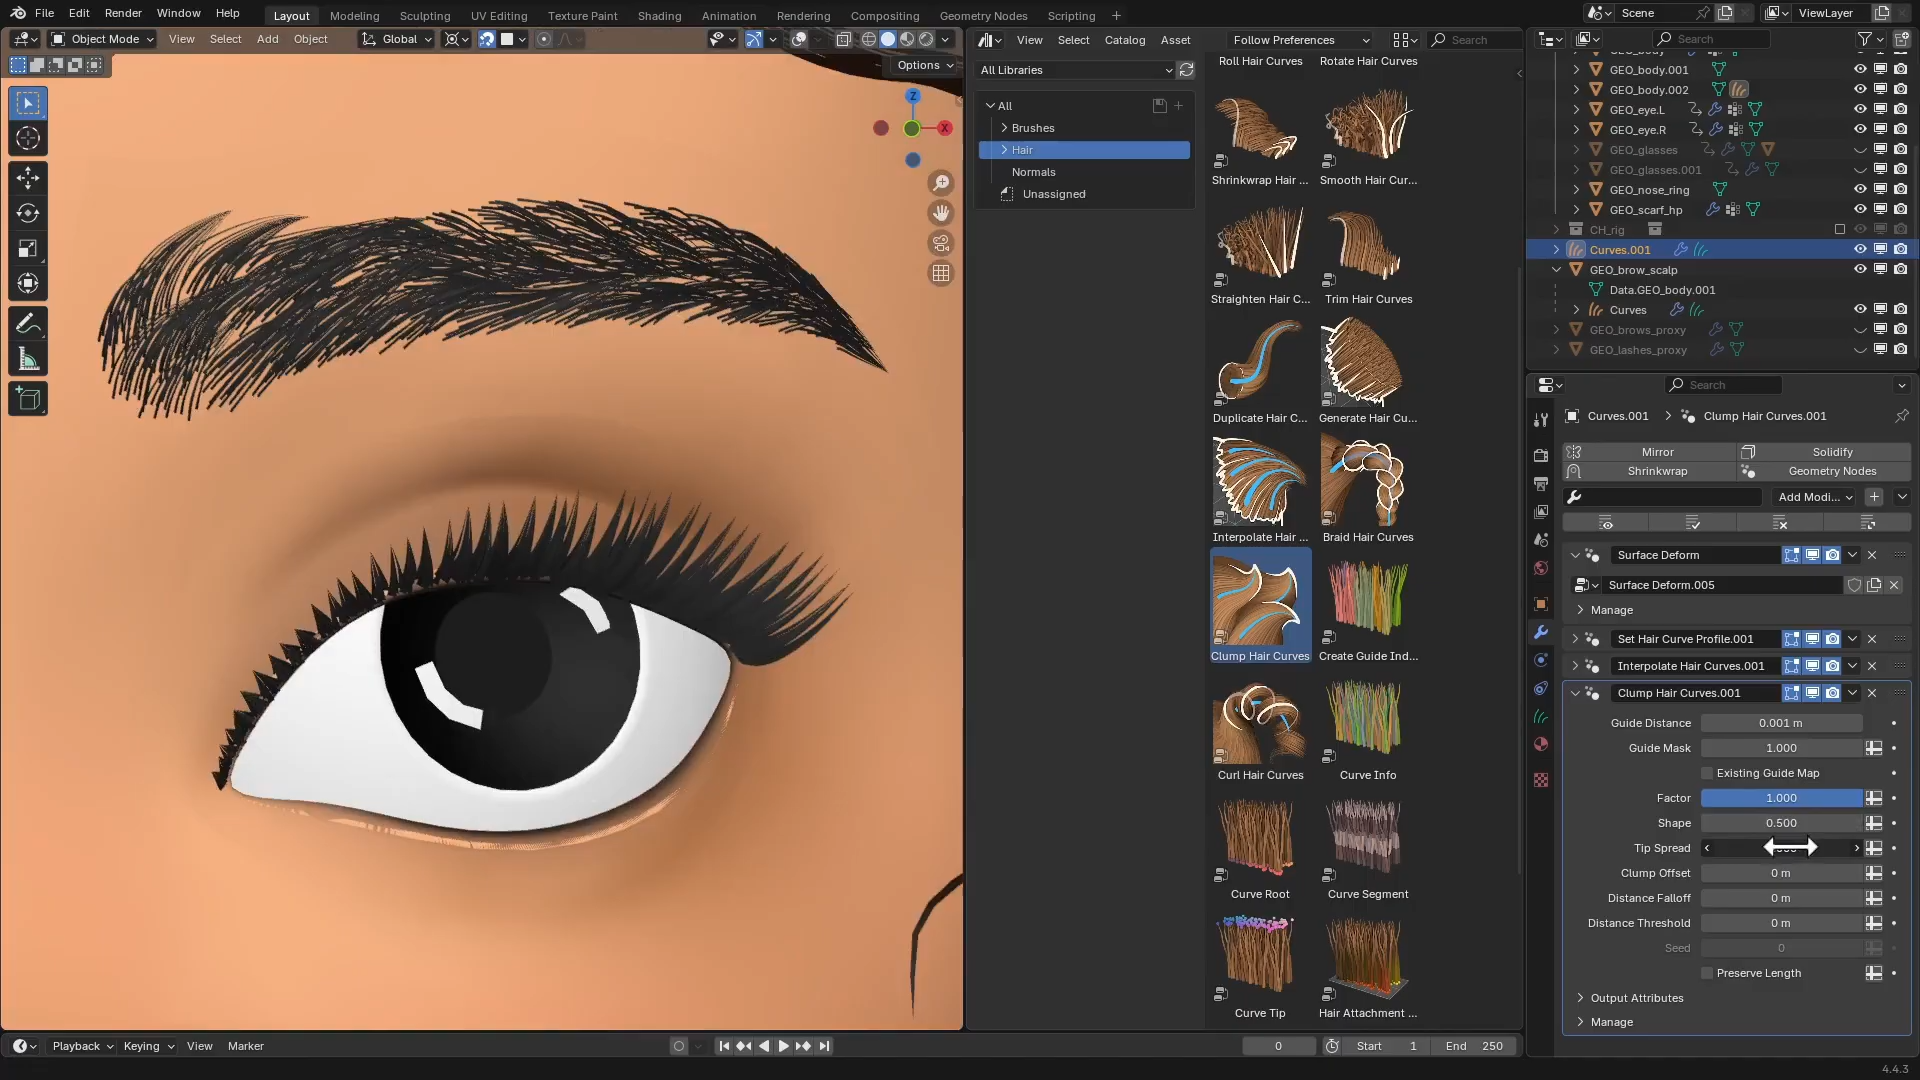 File Edit Render Window Help
Layout Modeling Sculpting UV Editing Texture Paint Shading Animation Rendering Compositing Geometry Nodes Scripting +
Scene
ViewLayer
Object Mode View Select Add Object
Global
Options
Z
X
View Select Catalog Asset
Follow Preferences
Search
All Libraries
All
Brushes
Hair
Normals
Unassigned
Roll Hair Curves Rotate Hair Curves
Shrinkwrap Hair ... Smooth Hair Cur...
Straighten Hair C... Trim Hair Curves
Duplicate Hair C... Generate Hair Cu...
Interpolate Hair ... Braid Hair Curves
Clump Hair Curves Create Guide Ind...
Curl Hair Curves Curve Info
Curve Root Curve Segment
Curve Tip Hair Attachment ...
Search
GEO_body
GEO_body.001
GEO_body.002
GEO_eye.L
GEO_eye.R
GEO_glasses
GEO_glasses.001
GEO_nose_ring
GEO_scarf_hp
CH_rig
Curves.001
GEO_brow_scalp
Data.GEO_body.001
Curves
GEO_brows_proxy
GEO_lashes_proxy
Search
Curves.001 > Clump Hair Curves.001
Mirror Solidify
Shrinkwrap Geometry Nodes
Add Modi...
Surface Deform
Surface Deform.005
Manage
Set Hair Curve Profile.001
Interpolate Hair Curves.001
Clump Hair Curves.001
Guide Distance 0.001 m
Guide Mask 1.000
Existing Guide Map
Factor 1.000
Shape 0.500
Tip Spread
Clump Offset 0 m
Distance Falloff 0 m
Distance Threshold 0 m
Seed 0
Preserve Length
Output Attributes
Manage
Playback Keying View Marker
0
Start 1 End 250
4.4.3